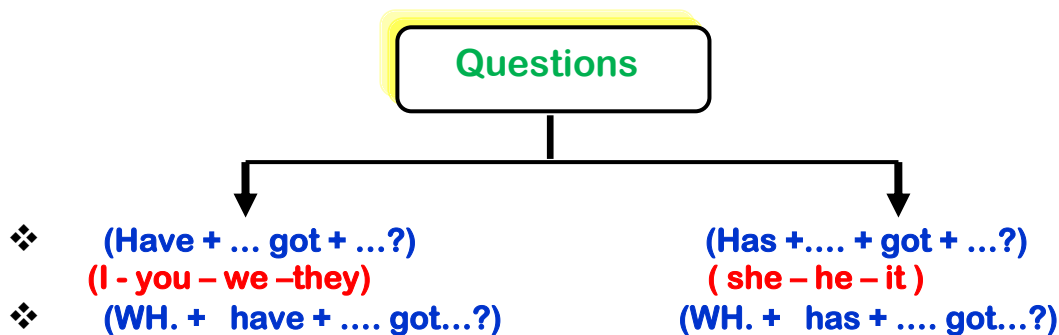 Questions
❖ (Have + ... got + ...?) (Has +.... + got + ...?)
(I - you – we –they) ( she – he – it )
❖ (WH. + have + .... got...?) (WH. + has + .... got...?)